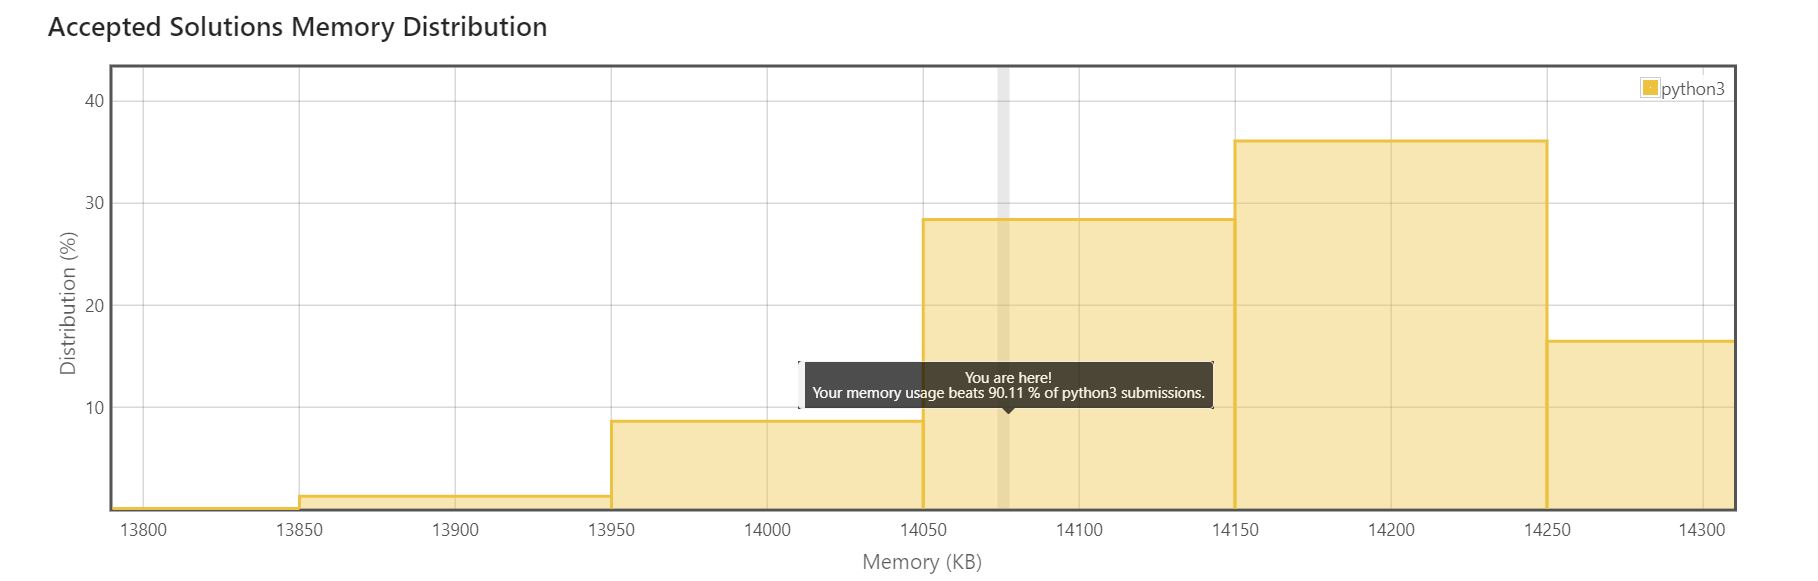 Accepted Solutions Memory Distribution
python3
40
30
20
10
Distribution (%)
You are here!
Your memory usage beats 90.11 % of python3 submissions.
13800 13850 13900 13950 14000 14050 14100 14150 14200 14250 14300
Memory (KB)